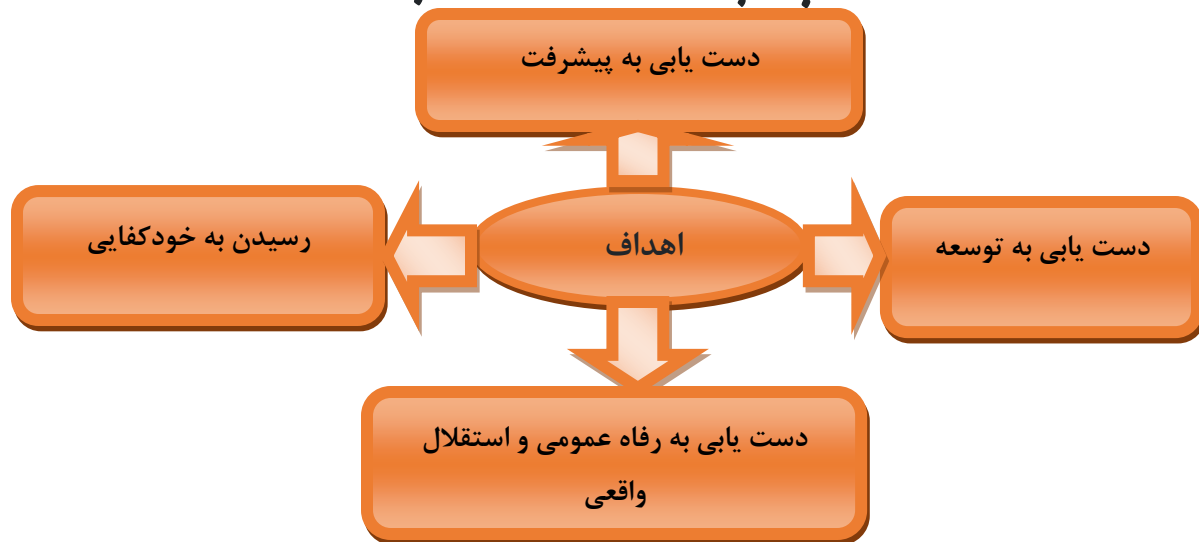 دست یابی به پیشرفت
دست یابی به توسعه
اهداف
رسیدن به خودکفایی
دست یابی به رفاه عمومی و استقلال
واقعی